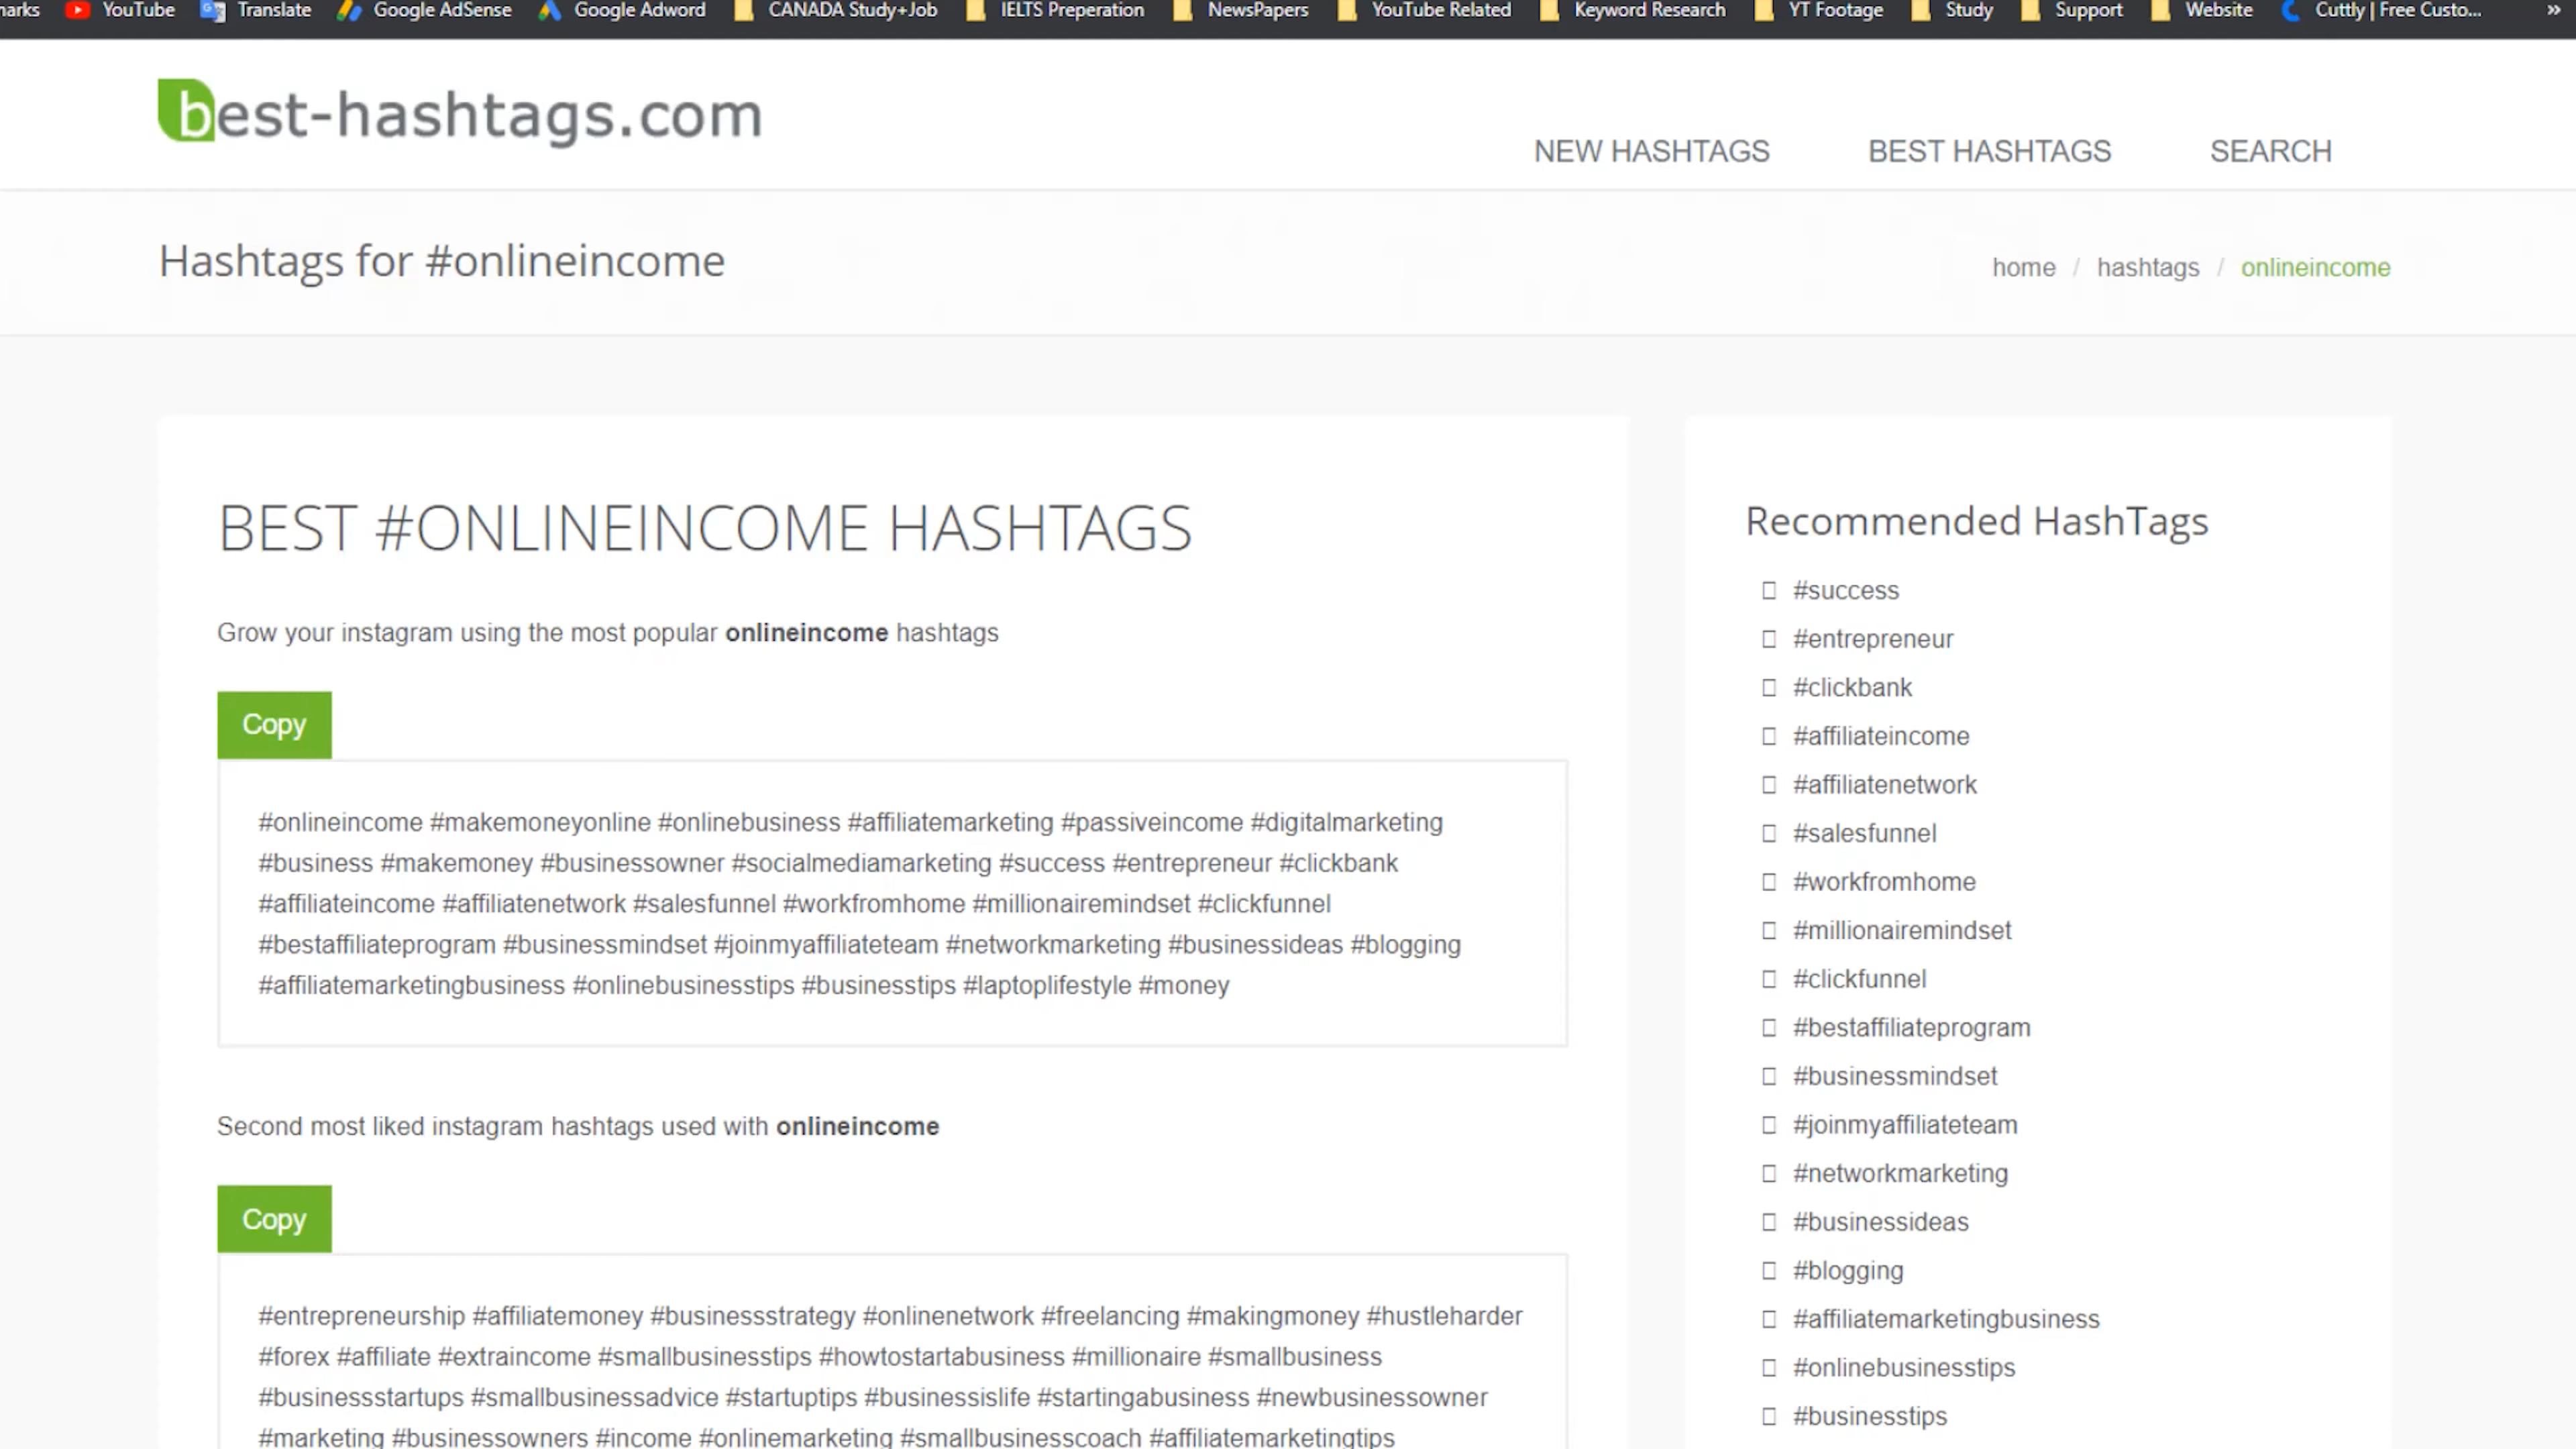 YouTube Translate Google AdSense Google Adword CANADA Study+Job IELTS Preperation NewsPapers YouTube Related Keyword Research YT Footage Study Support Website Cuttly | Free Custo... »
best-hashtags.com
NEW HASHTAGS BEST HASHTAGS SEARCH
Hashtags for #onlineincome
home / hashtags / onlineincome
BEST #ONLINEINCOME HASHTAGS
Grow your instagram using the most popular onlineincome hashtags
Copy
#onlineincome #makemoneyonline #onlinebusiness #affiliatemarketing #passiveincome #digitalmarketing
#business #makemoney #businessowner #socialmediamarketing #success #entrepreneur #clickbank
#affiliateincome #affiliatenetwork #salesfunnel #workfromhome #millionairemindset #clickfunnel
#bestaffiliateprogram #businessmindset #joinmyaffiliateteam #networkmarketing #businessideas #blogging
#affiliatemarketingbusiness #onlinebusinesstips #businesstips #laptoplifestyle #money
Second most liked instagram hashtags used with onlineincome
Copy
#entrepreneurship #affiliatemoney #businessstrategy #onlinenetwork #freelancing #makingmoney #hustleharder
#forex #affiliate #extraincome #smallbusinesstips #howtostartabusiness #millionaire #smallbusiness
#businessstartups #smallbusinessadvice #startuptips #businessislife #startingabusiness #newbusinessowner
#marketing #businessowners #income #onlinemarketing #smallbusinesscoach #affiliatemarketingtips
Recommended HashTags
#success
#entrepreneur
#clickbank
#affiliateincome
#affiliatenetwork
#salesfunnel
#workfromhome
#millionairemindset
#clickfunnel
#bestaffiliateprogram
#businessmindset
#joinmyaffiliateteam
#networkmarketing
#businessideas
#blogging
#affiliatemarketingbusiness
#onlinebusinesstips
#businesstips